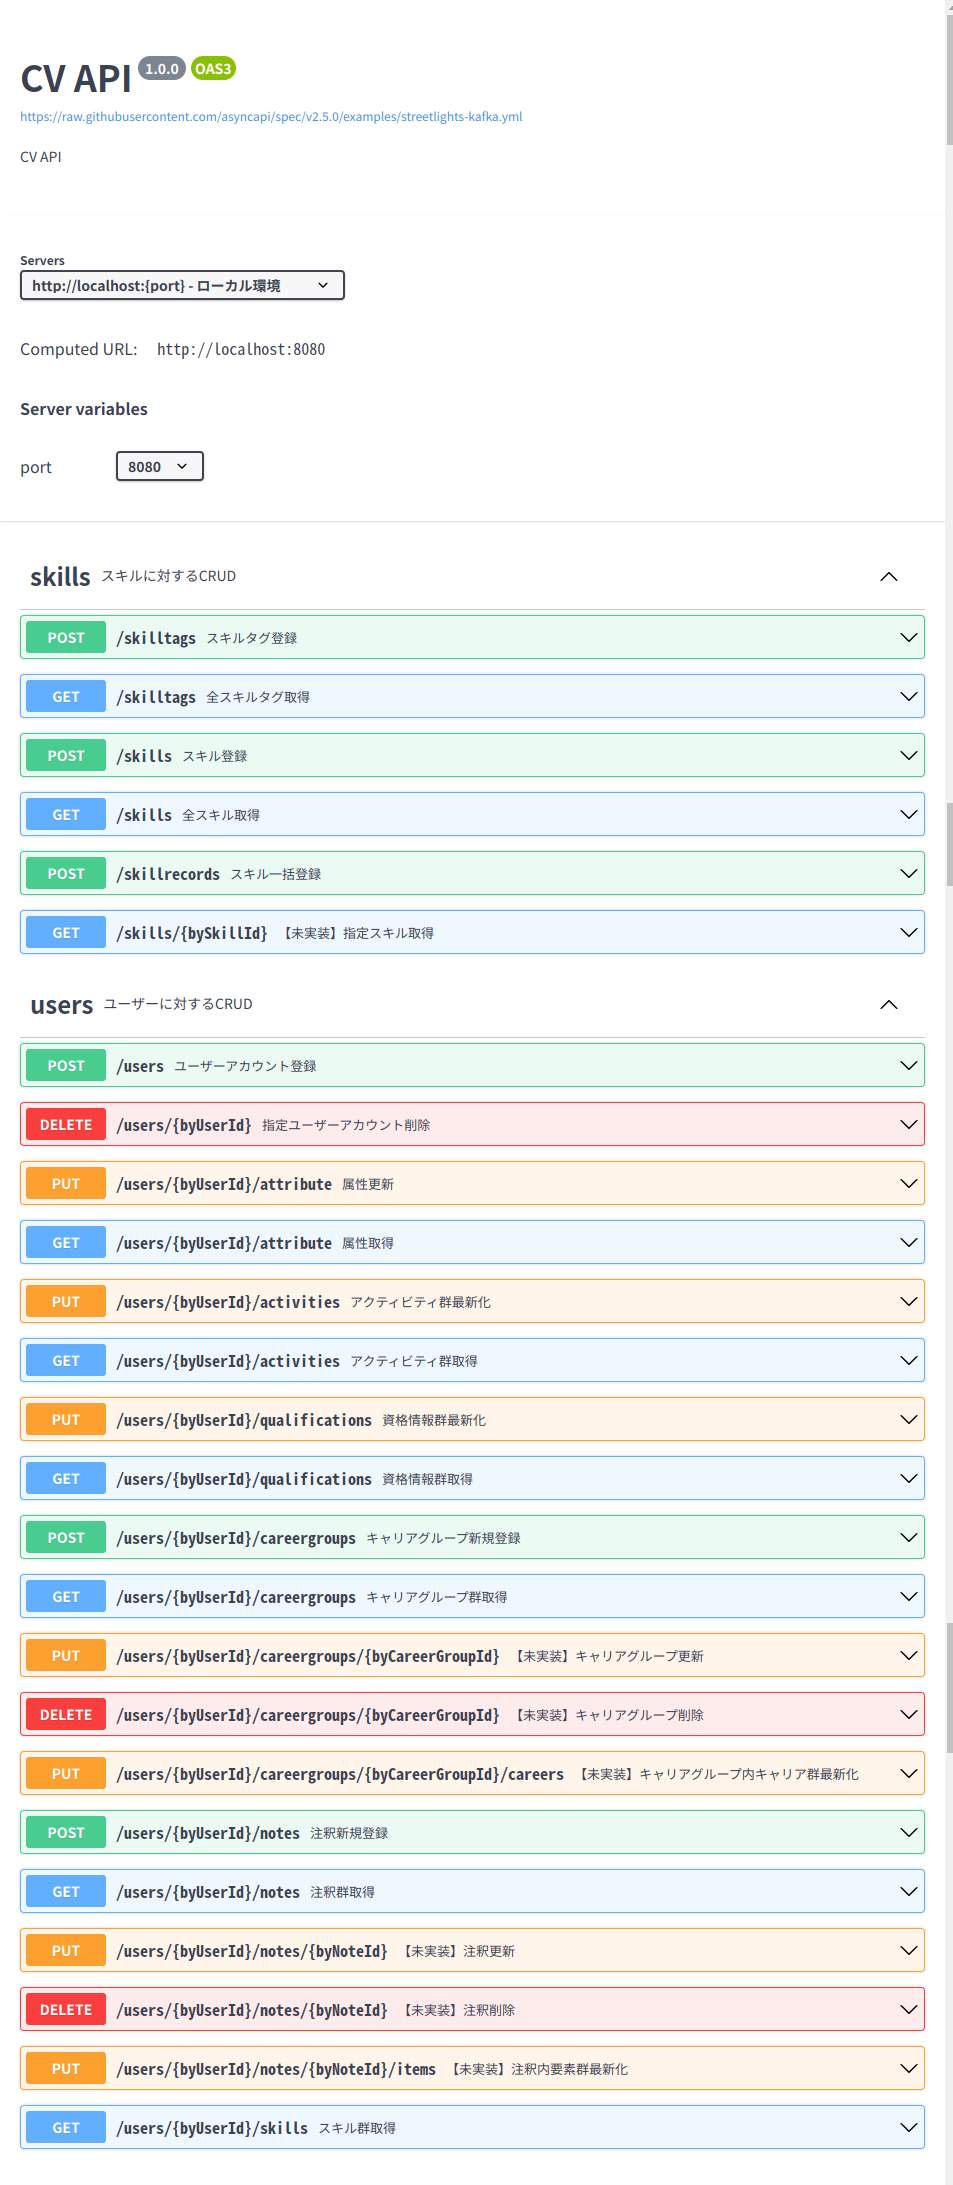 CV API 1.0.0 OAS3
https://raw.githubusercontent.com/asyncapi/spec/v2.5.0/examples/streetlights-kafka.yml
CV API
Servers
http://localhost:{port} - ローカル環境
Computed URL: http://localhost:8080
Server variables
port 8080
skills スキルに対するCRUD
POST /skilltags スキルタグ登録
GET /skilltags 全スキルタグ取得
POST /skills スキル登録
GET /skills 全スキル取得
POST /skillrecords スキル一括登録
GET /skills/{bySkillId} 【未実装】指定スキル取得
users ユーザーに対するCRUD
POST /users ユーザーアカウント登録
DELETE /users/{byUserId} 指定ユーザーアカウント削除
PUT /users/{byUserId}/attribute 属性更新
GET /users/{byUserId}/attribute 属性取得
PUT /users/{byUserId}/activities アクティビティ群最新化
GET /users/{byUserId}/activities アクティビティ群取得
PUT /users/{byUserId}/qualifications 資格情報群最新化
GET /users/{byUserId}/qualifications 資格情報群取得
POST /users/{byUserId}/careergroups キャリアグループ新規登録
GET /users/{byUserId}/careergroups キャリアグループ群取得
PUT /users/{byUserId}/careergroups/{byCareerGroupId} 【未実装】キャリアグループ更新
DELETE /users/{byUserId}/careergroups/{byCareerGroupId} 【未実装】キャリアグループ削除
PUT /users/{byUserId}/careergroups/{byCareerGroupId}/careers 【未実装】キャリアグループ内キャリア群最新化
POST /users/{byUserId}/notes 注釈新規登録
GET /users/{byUserId}/notes 注釈群取得
PUT /users/{byUserId}/notes/{byNoteId} 【未実装】注釈更新
DELETE /users/{byUserId}/notes/{byNoteId} 【未実装】注釈削除
PUT /users/{byUserId}/notes/{byNoteId}/items 【未実装】注釈内要素群最新化
GET /users/{byUserId}/skills スキル群取得